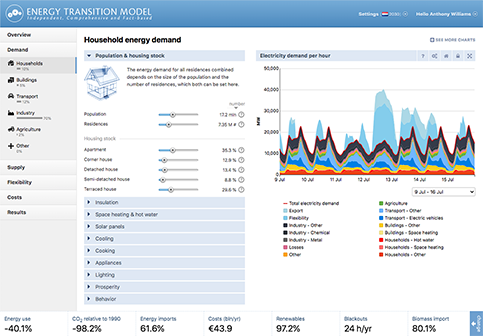 ENERGY TRANSITION MODEL
Independent, Comprehensive and Fact-based
Settings
Hello Anthony Williams
Overview
Demand
Households
Buildings
Transport
Industry
Agriculture
Other
Supply
Flexibility
Costs
Results
Household energy demand
SEE MORE CHARTS
Population & housing stock
The energy demand for all residences combined
depends on the size of the population and the
number of residences, which both can be set here.
number
Population 17.2 mln
Residences 7.35 M #
Housing stock
Apartment 35.3 %
Corner house 12.9 %
Detached house 13.4 %
Semi-detached house 8.8 %
Terraced house 29.6 %
Insulation
Space heating & hot water
Solar panels
Cooling
Cooking
Appliances
Lighting
Prosperity
Behavior
Electricity demand per hour
50,000
40,000
30,000
20,000
10,000
0
MW
9 Jul 10 Jul 11 Jul 12 Jul 13 Jul 14 Jul 15 Jul
9 Jul - 16 Jul
Total electricity demand
Export
Flexibility
Industry - Other
Industry - Chemical
Industry - Metal
Losses
Other
Agriculture
Transport - Other
Transport - Electric vehicles
Buildings - Other
Buildings - Space heating
Households - Hot water
Households - Space heating
Households - Other
Energy use
-40.1%
CO2 relative to 1990
-98.2%
Energy imports
61.6%
Costs (bln/yr)
€43.9
Renewables
97.2%
Blackouts
24 h/yr
Biomass import
80.1%
change